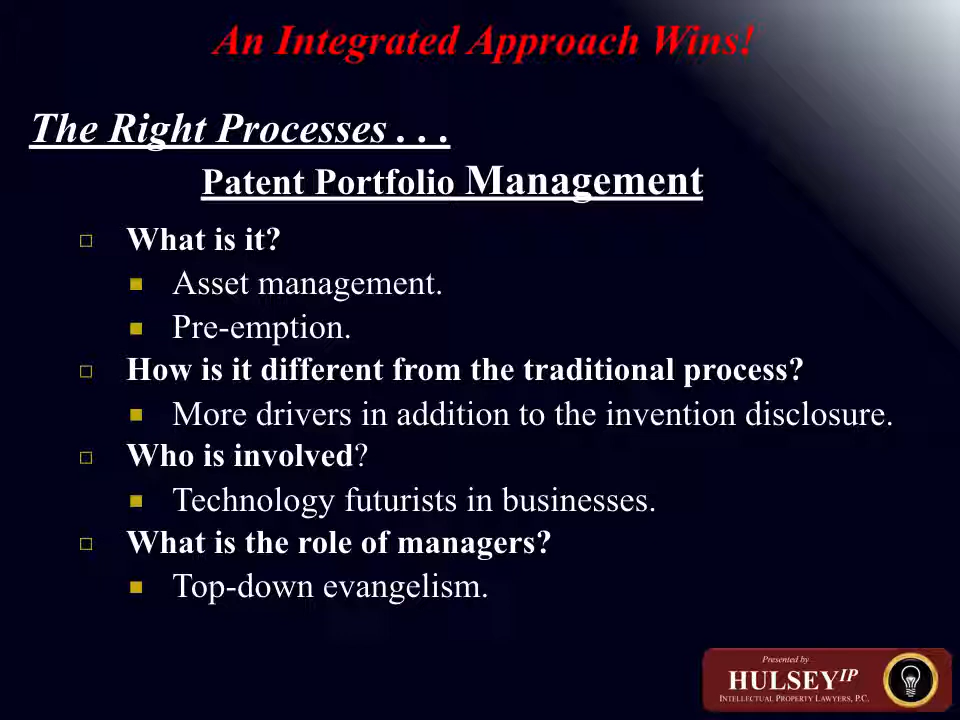 An Integrated Approach Wins!
The Right Processes . . .
Patent Portfolio Management
What is it?
Asset management.
Pre-emption.
How is it different from the traditional process?
More drivers in addition to the invention disclosure.
Who is involved?
Technology futurists in businesses.
What is the role of managers?
Top-down evangelism.
Presented by
HULSEY IP
INTELLECTUAL PROPERTY LAWYERS, P.C.